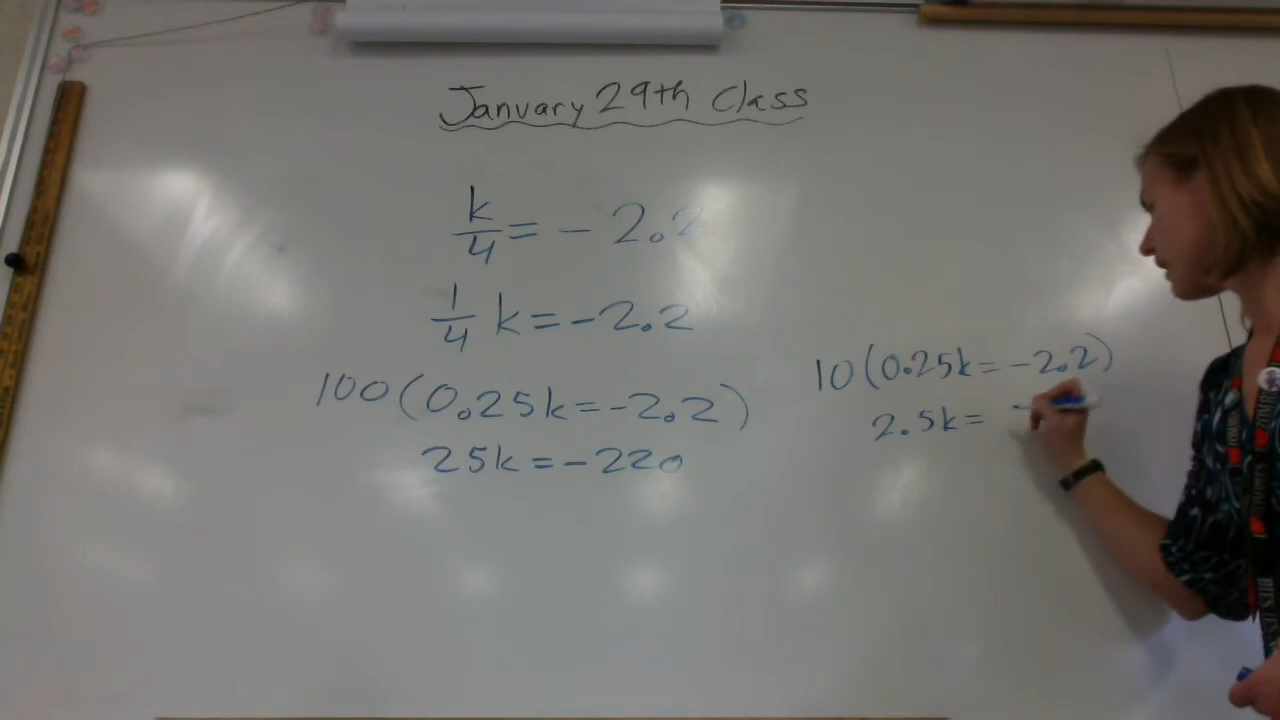 January 29th Class
k/4 = -2.2
1/4 k = -2.2
100(0.25k = -2.2)
25k = -220
10(0.25k = -2.2)
2.5k = -